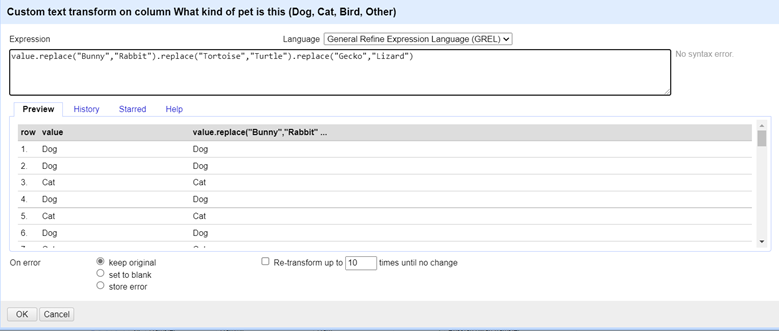 Custom text transform on column What kind of pet is this (Dog, Cat, Bird, Other)
Expression Language General Refine Expression Language (GREL)
value.replace("Bunny","Rabbit").replace("Tortoise","Turtle").replace("Gecko","Lizard") No syntax error.
Preview History Starred Help
row value value.replace("Bunny","Rabbit" ...
1. Dog Dog
2. Dog Dog
3. Cat Cat
4. Dog Dog
5. Cat Cat
6. Dog Dog
On error keep original Re-transform up to 10 times until no change
set to blank
store error
OK Cancel